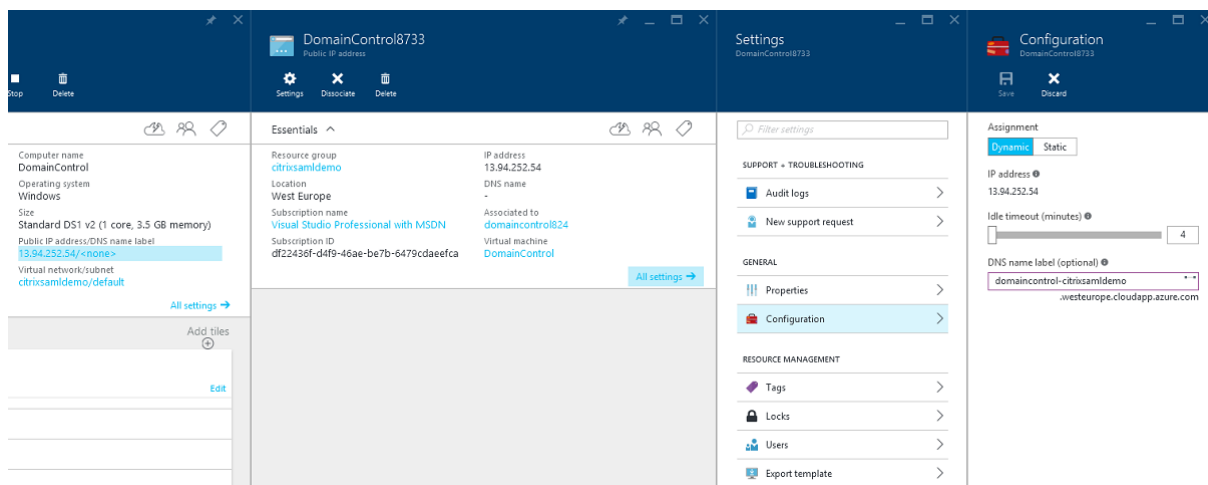 Stop
Delete
Computer name
DomainControl
Operating system
Windows
Size
Standard DS1 v2 (1 core, 3.5 GB memory)
Public IP address/DNS name label
13.94.252.54/<none>
Virtual network/subnet
citrixsamldemo/default
All settings →
Add tiles
Edit
DomainControl8733
Public IP address
Settings
Dissociate
Delete
Essentials
Resource group
citrixsamldemo
Location
West Europe
Subscription name
Visual Studio Professional with MSDN
Subscription ID
df22436f-d4f9-46ae-be7b-6479cdaeefca
IP address
13.94.252.54
DNS name
-
Associated to
domaincontrol824
Virtual machine
DomainControl
All settings →
Settings
DomainControl8733
Filter settings
SUPPORT + TROUBLESHOOTING
Audit logs
New support request
GENERAL
Properties
Configuration
RESOURCE MANAGEMENT
Tags
Locks
Users
Export template
Configuration
DomainControl8733
Save
Discard
Assignment
Dynamic
Static
IP address
13.94.252.54
Idle timeout (minutes)
4
DNS name label (optional)
domaincontrol-citrixsamldemo
.westeurope.cloudapp.azure.com